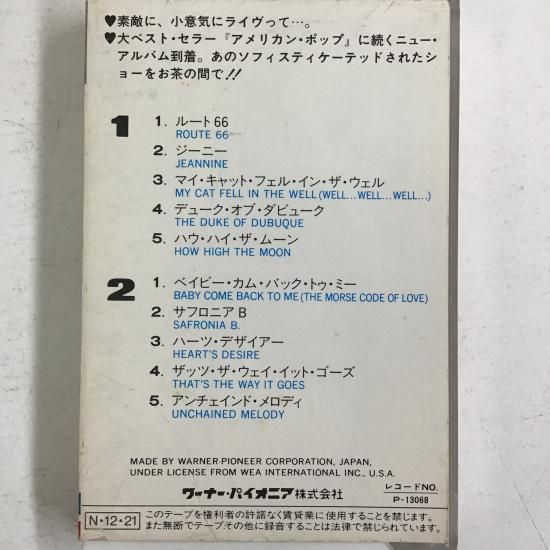 ♥素敵に、小意気にライヴって…。
♥大ベスト・セラー『アメリカン・ポップ』に続くニュー・
アルバム到着。あのソフィスティケーテッドされたシ
ョーをお茶の間で!!
1
1. ルート66
ROUTE 66
2. ジーニー
JEANNINE
3. マイ・キャット・フェル・イン・ザ・ウェル
MY CAT FELL IN THE WELL (WELL...WELL...WELL...)
4. デューク・オブ・ダビューク
THE DUKE OF DUBUQUE
5. ハウ・ハイ・ザ・ムーン
HOW HIGH THE MOON
2
1. ベイビー・カム・バック・トゥ・ミー
BABY COME BACK TO ME (THE MORSE CODE OF LOVE)
2. サフロニア B
SAFRONIA B.
3. ハーツ・デザイアー
HEART'S DESIRE
4. ザッツ・ザ・ウェイ・イット・ゴーズ
THAT'S THE WAY IT GOES
5. アンチェインド・メロディ
UNCHAINED MELODY
MADE BY WARNER-PIONEER CORPORATION, JAPAN,
UNDER LICENSE FROM WEA INTERNATIONAL INC., U.S.A.
ワーナー・パイオニア株式会社
レコードNO.
P-13068
N・12・21
このテープを権利者の許諾なく賃貸業に使用することを禁じます。
また無断でテープその他に録音することは法律で禁じられています。